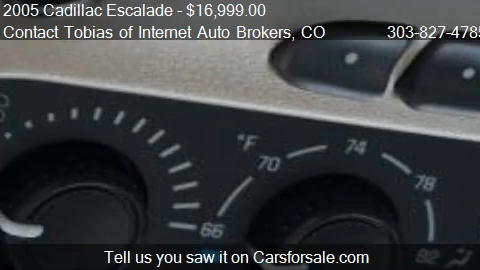 2005 Cadillac Escalade - $16,999.00
Contact Tobias of Internet Auto Brokers, CO 303-827-4785
°F
70 74 78
66 82
Tell us you saw it on Carsforsale.com